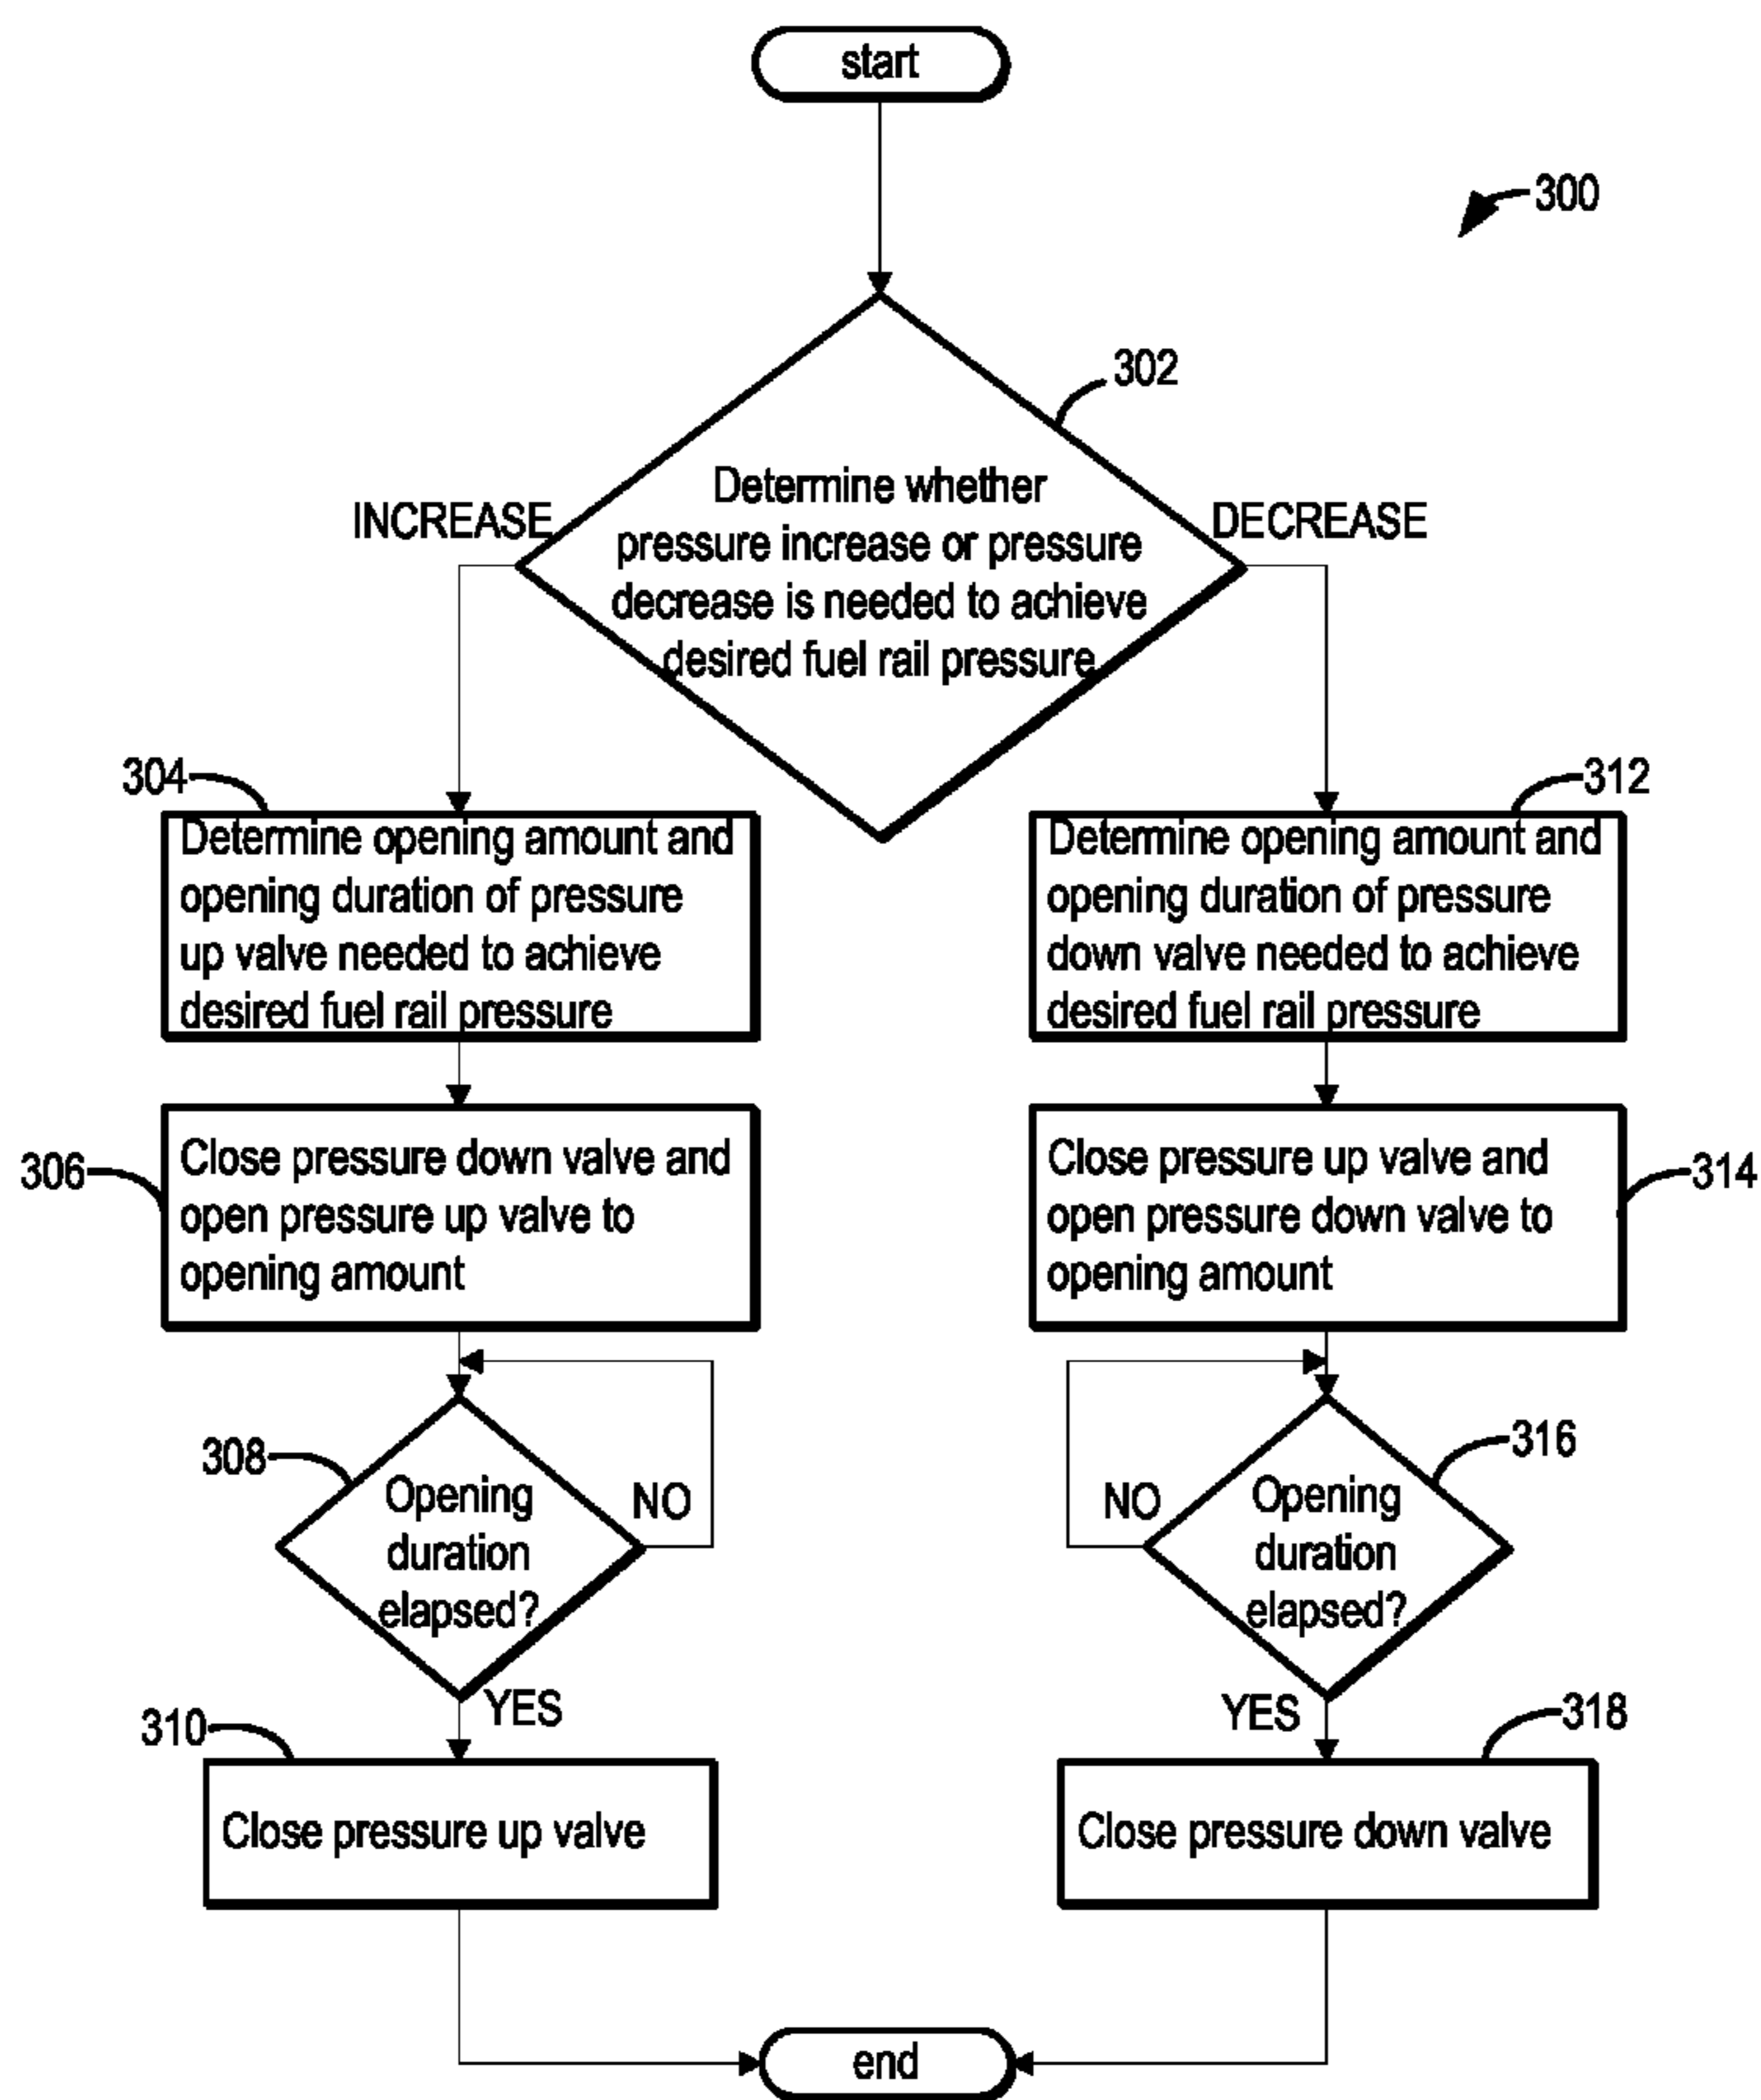 start
300
302
Determine whether
pressure increase or pressure
decrease is needed to achieve
desired fuel rail pressure
INCREASE
DECREASE
304
Determine opening amount and
opening duration of pressure
up valve needed to achieve
desired fuel rail pressure
312
Determine opening amount and
opening duration of pressure
down valve needed to achieve
desired fuel rail pressure
306
Close pressure down valve and
open pressure up valve to
opening amount
314
Close pressure up valve and
open pressure down valve to
opening amount
308
Opening
duration
elapsed?
NO
YES
316
Opening
duration
elapsed?
NO
YES
310
Close pressure up valve
318
Close pressure down valve
end